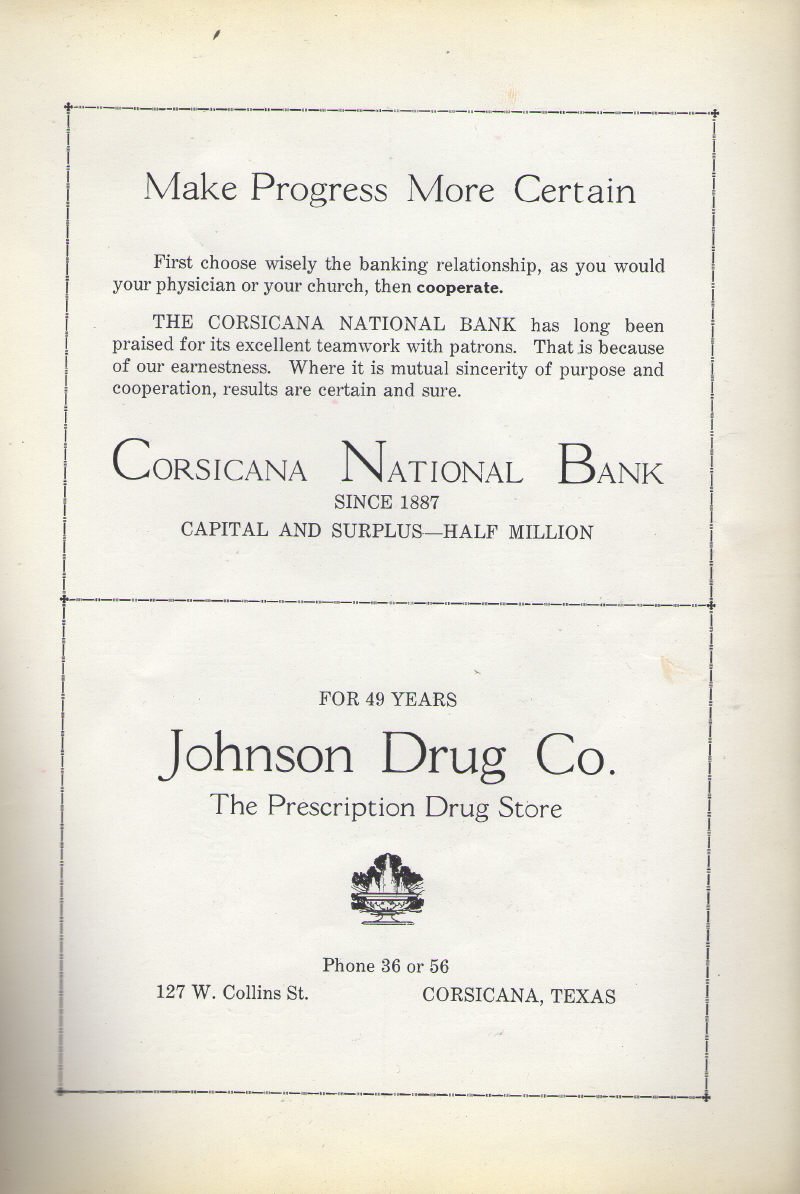 Make Progress More Certain
First choose wisely the banking relationship, as you would
your physician or your church, then cooperate.
THE CORSICANA NATIONAL BANK has long been
praised for its excellent teamwork with patrons. That is because
of our earnestness. Where it is mutual sincerity of purpose and
cooperation, results are certain and sure.
CORSICANA NATIONAL BANK
SINCE 1887
CAPITAL AND SURPLUS—HALF MILLION
FOR 49 YEARS
Johnson Drug Co.
The Prescription Drug Store
Phone 36 or 56
127 W. Collins St. CORSICANA, TEXAS